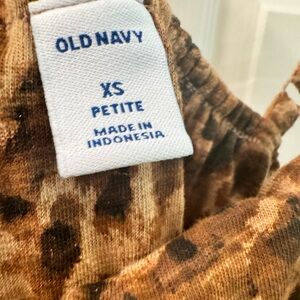 OLD NAVY
XS
PETITE
MADE IN
INDONESIA